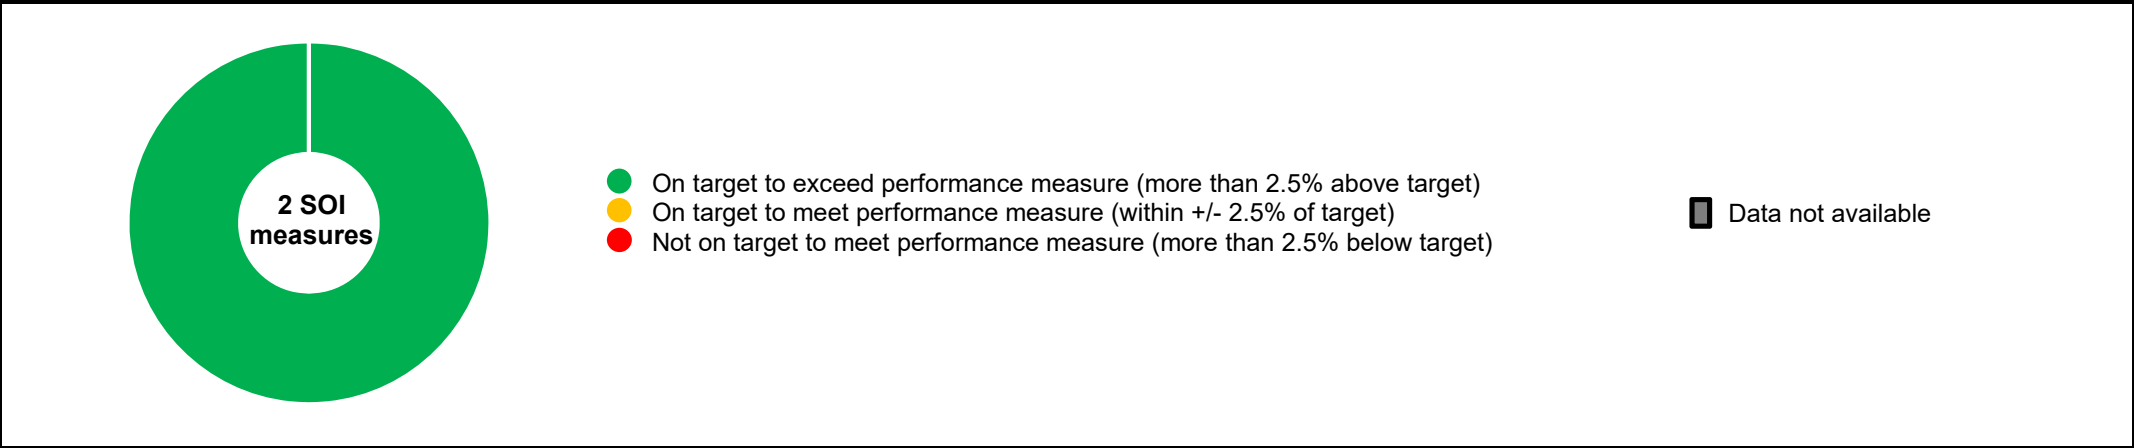 2 SOI
measures
On target to exceed performance measure (more than 2.5% above target)
On target to meet performance measure (within +/- 2.5% of target)
Not on target to meet performance measure (more than 2.5% below target)
Data not available